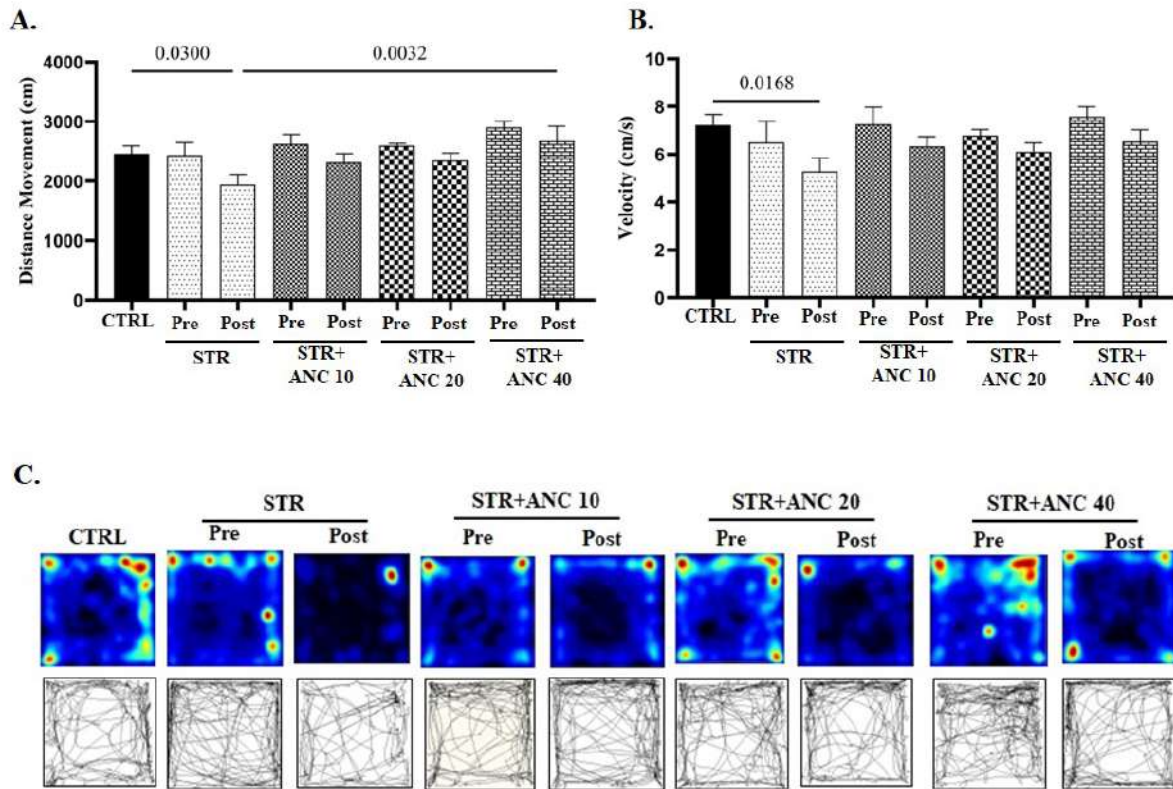 A.
0.0300
0.0032
4000
3000
2000
1000
0
Distance Movement (cm)
CTRL
Pre Post Pre Post Pre Post Pre Post
STR
STR+
ANC 10
STR+
ANC 20
STR+
ANC 40
B.
0.0168
10
8
6
4
2
0
Velocity (cm/s)
CTRL
Pre Post Pre Post Pre Post Pre Post
STR
STR+
ANC 10
STR+
ANC 20
STR+
ANC 40
C.
STR STR+ANC 10 STR+ANC 20 STR+ANC 40
CTRL Pre Post Pre Post Pre Post Pre Post